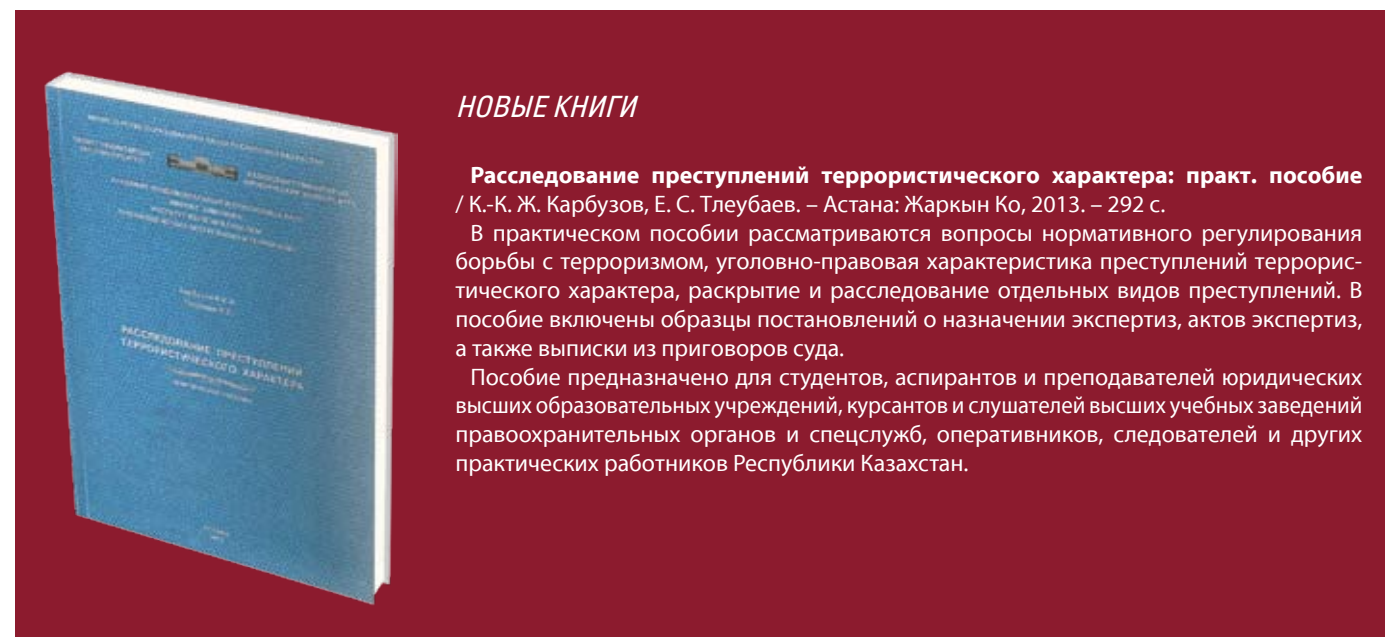 НОВЫЕ КНИГИ
Расследование преступлений террористического характера: практ. пособие
/ К.-К. Ж. Карбузов, Е. С. Тлеубаев. – Астана: Жаркын Ко, 2013. – 292 с.
В практическом пособии рассматриваются вопросы нормативного регулирования
борьбы с терроризмом, уголовно-правовая характеристика преступлений террорис-
тического характера, раскрытие и расследование отдельных видов преступлений. В
пособие включены образцы постановлений о назначении экспертиз, актов экспертиз,
а также выписки из приговоров суда.
Пособие предназначено для студентов, аспирантов и преподавателей юридических
высших образовательных учреждений, курсантов и слушателей высших учебных заведений
правоохранительных органов и спецслужб, оперативников, следователей и других
практических работников Республики Казахстан.
РАССЛЕДОВАНИЕ ПРЕСТУПЛЕНИЙ
ТЕРРОРИСТИЧЕСКОГО ХАРАКТЕРА